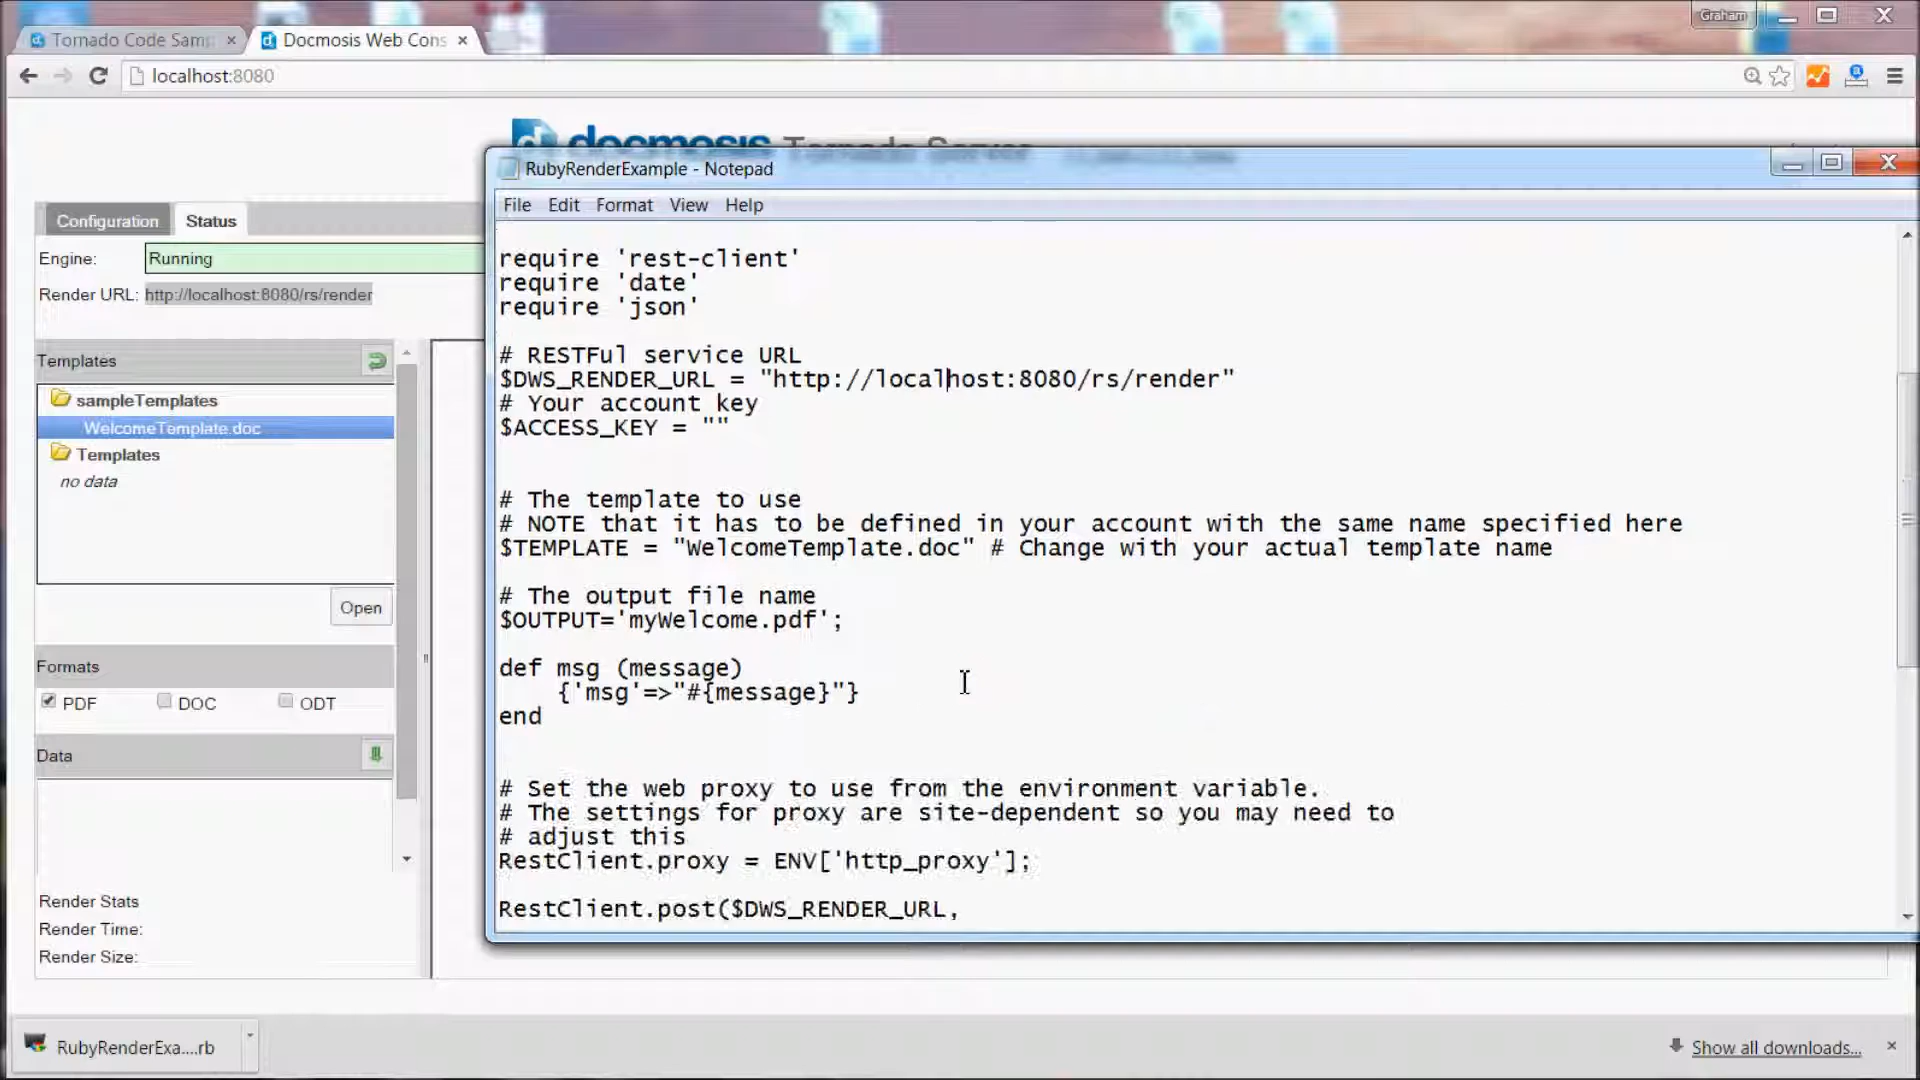 Graham
Tornado Code Samp
Docmosis Web Cons
localhost:8080
docmosis Tornado Server
RubyRenderExample - Notepad
File Edit Format View Help
Configuration
Status
Engine:
Running
Render URL:
http://localhost:8080/rs/render
Templates
sampleTemplates
WelcomeTemplate.doc
Templates
no data
Open
Formats
PDF
DOC
ODT
Data
Render Stats
Render Time:
Render Size:
require 'rest-client'
require 'date'
require 'json'
# RESTFul service URL
$DWS_RENDER_URL = "http://localhost:8080/rs/render"
# Your account key
$ACCESS_KEY = ""
# The template to use
# NOTE that it has to be defined in your account with the same name specified here
$TEMPLATE = "WelcomeTemplate.doc" # Change with your actual template name
# The output file name
$OUTPUT='myWelcome.pdf';
def msg (message)
{'msg'=>"#{message}"}
end
# Set the web proxy to use from the environment variable.
# The settings for proxy are site-dependent so you may need to
# adjust this
RestClient.proxy = ENV['http_proxy'];
RestClient.post($DWS_RENDER_URL,
RubyRenderExa....rb
Show all downloads...